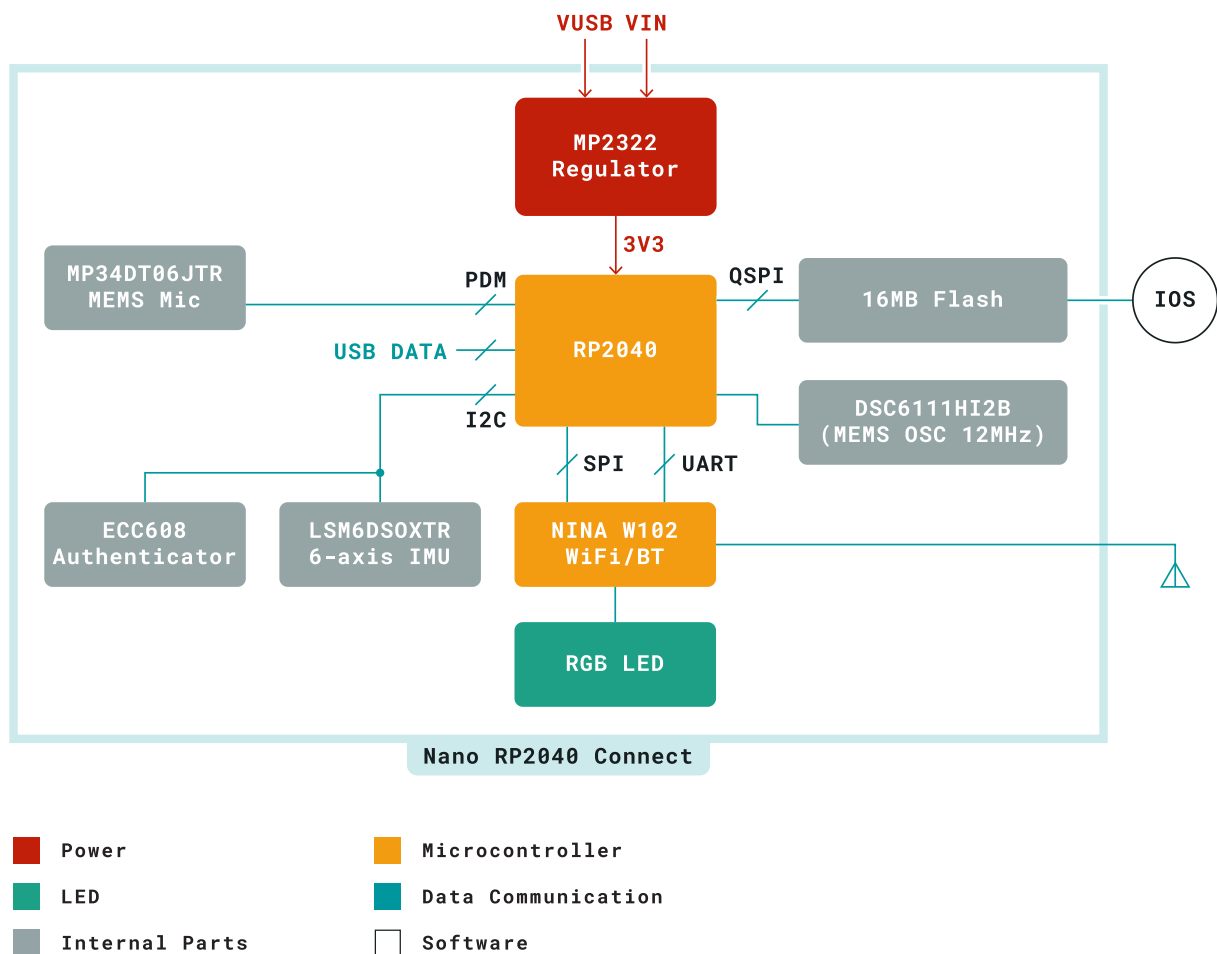 VUSB VIN
MP2322
Regulator
3V3
MP34DT06JTR
MEMS Mic
PDM
QSPI
16MB Flash
IOS
USB DATA
RP2040
I2C
DSC6111HI2B
(MEMS OSC 12MHz)
SPI
UART
ECC608
Authenticator
LSM6DSOXTR
6-axis IMU
NINA W102
WiFi/BT
RGB LED
Nano RP2040 Connect
Power
Microcontroller
LED
Data Communication
Internal Parts
Software